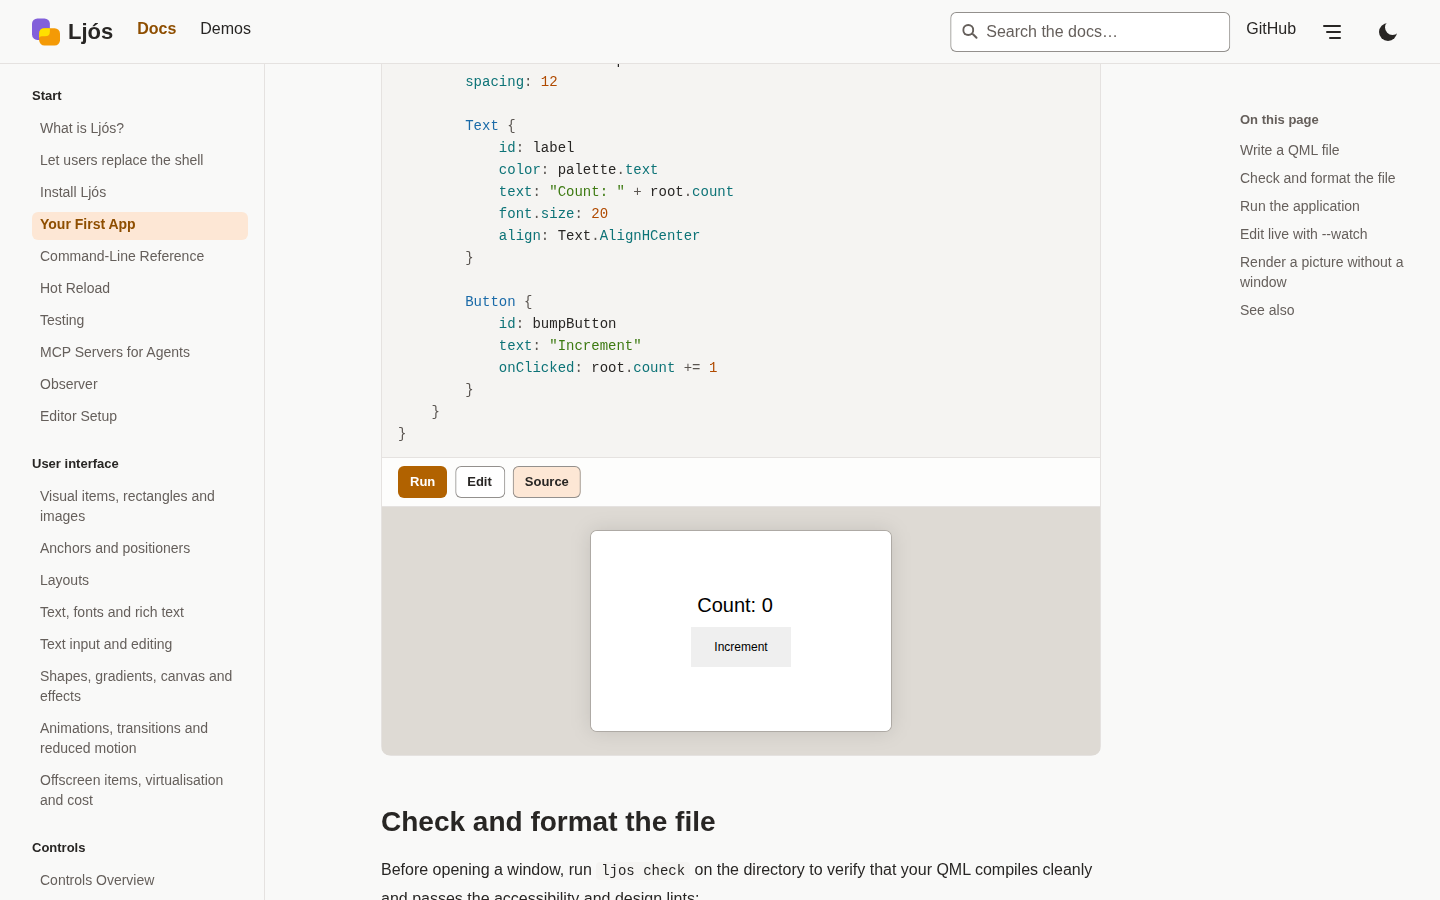 Ljós
Docs
Demos
Search the docs…
GitHub
Start
What is Ljós?
Let users replace the shell
Install Ljós
Your First App
Command-Line Reference
Hot Reload
Testing
MCP Servers for Agents
Observer
Editor Setup
User interface
Visual items, rectangles and
images
Anchors and positioners
Layouts
Text, fonts and rich text
Text input and editing
Shapes, gradients, canvas and
effects
Animations, transitions and
reduced motion
Offscreen items, virtualisation
and cost
Controls
Controls Overview
spacing: 12
Text {
id: label
color: palette.text
text: "Count: " + root.count
font.size: 20
align: Text.AlignHCenter
}
Button {
id: bumpButton
text: "Increment"
onClicked: root.count += 1
}
}
}
Run
Edit
Source
Count: 0
Increment
Check and format the file
Before opening a window, run ljos check on the directory to verify that your QML compiles cleanly
and passes the accessibility and design lints:
On this page
Write a QML file
Check and format the file
Run the application
Edit live with --watch
Render a picture without a
window
See also